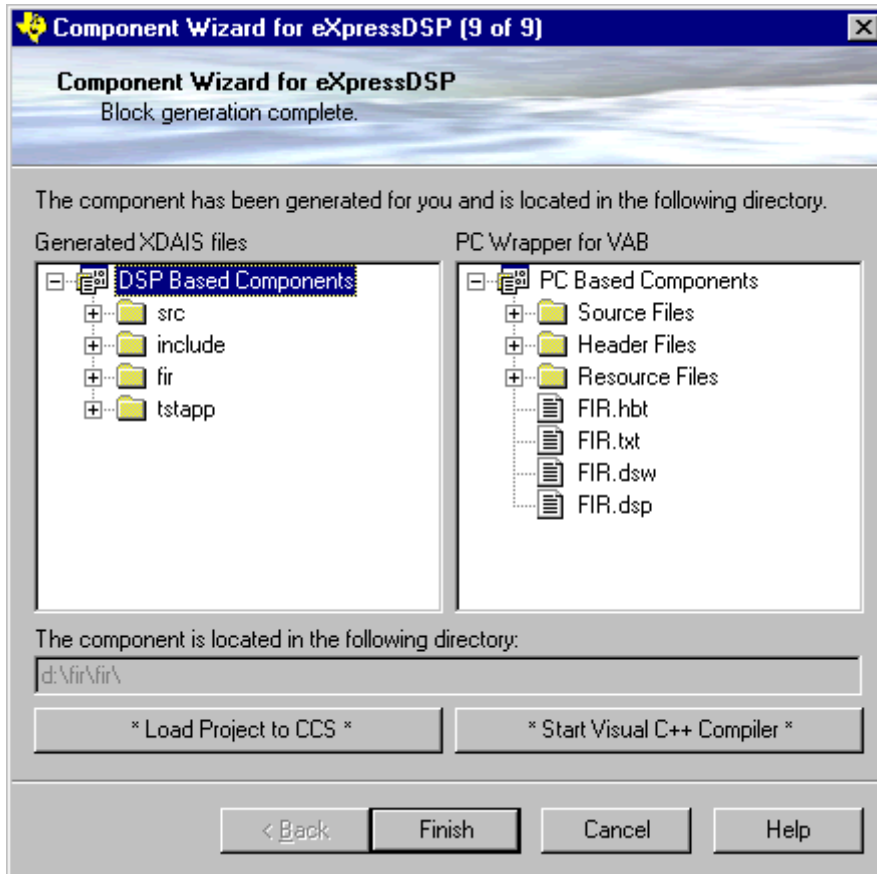 Component Wizard for eXpressDSP (9 of 9)
Component Wizard for eXpressDSP
Block generation complete.
The component has been generated for you and is located in the following directory.
Generated XDAIS files
DSP Based Components
src
include
fir
tstapp
PC Wrapper for VAB
PC Based Components
Source Files
Header Files
Resource Files
FIR.hbt
FIR.txt
FIR.dsw
FIR.dsp
The component is located in the following directory:
d:\fir\fir\
* Load Project to CCS *
* Start Visual C++ Compiler *
< Back
Finish
Cancel
Help